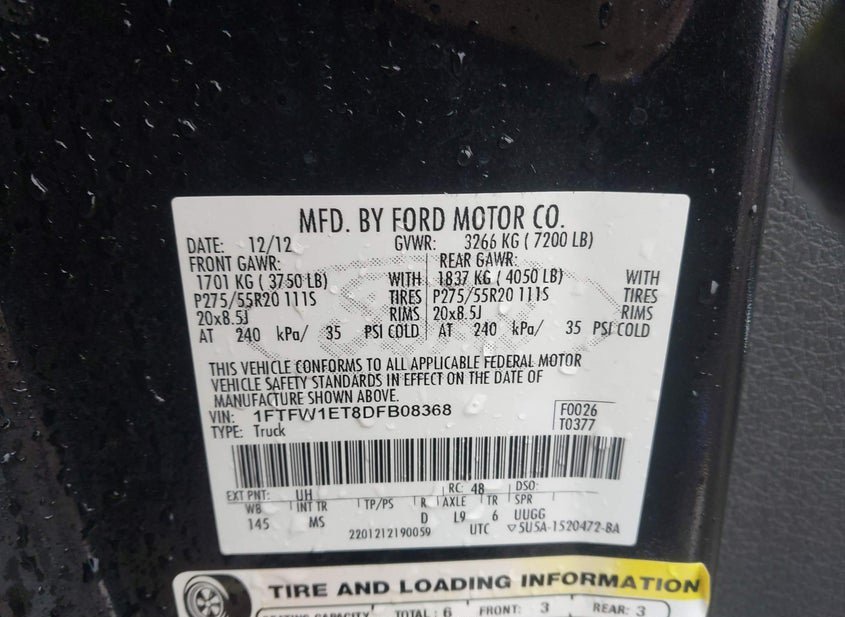 MFD. BY FORD MOTOR CO.
DATE: 12/12 GVWR: 3266 KG ( 7200 LB)
FRONT GAWR: REAR GAWR:
1701 KG ( 3750 LB) WITH 1837 KG ( 4050 LB) WITH
P275/55R20 111S TIRES P275/55R20 111S TIRES
20x8.5J RIMS 20x8.5J RIMS
AT 240 kPa/ 35 PSI COLD AT 240 kPa/ 35 PSI COLD
THIS VEHICLE CONFORMS TO ALL APPLICABLE FEDERAL MOTOR
VEHICLE SAFETY STANDARDS IN EFFECT ON THE DATE OF
MANUFACTURE SHOWN ABOVE.
VIN: 1FTFW1ET8DFB08368 F0026
TYPE: Truck T0377
EXT PNT: UH RC: 48 DSO:
WB INT TR TP/PS R AXLE TR SPR
145 MS D L9 6 UUGG
2201212190059 UTC ▽5U5A-1520472-BA
TIRE AND LOADING INFORMATION
SEATING CAPACITY TOTAL: 6 FRONT: 3 REAR: 3